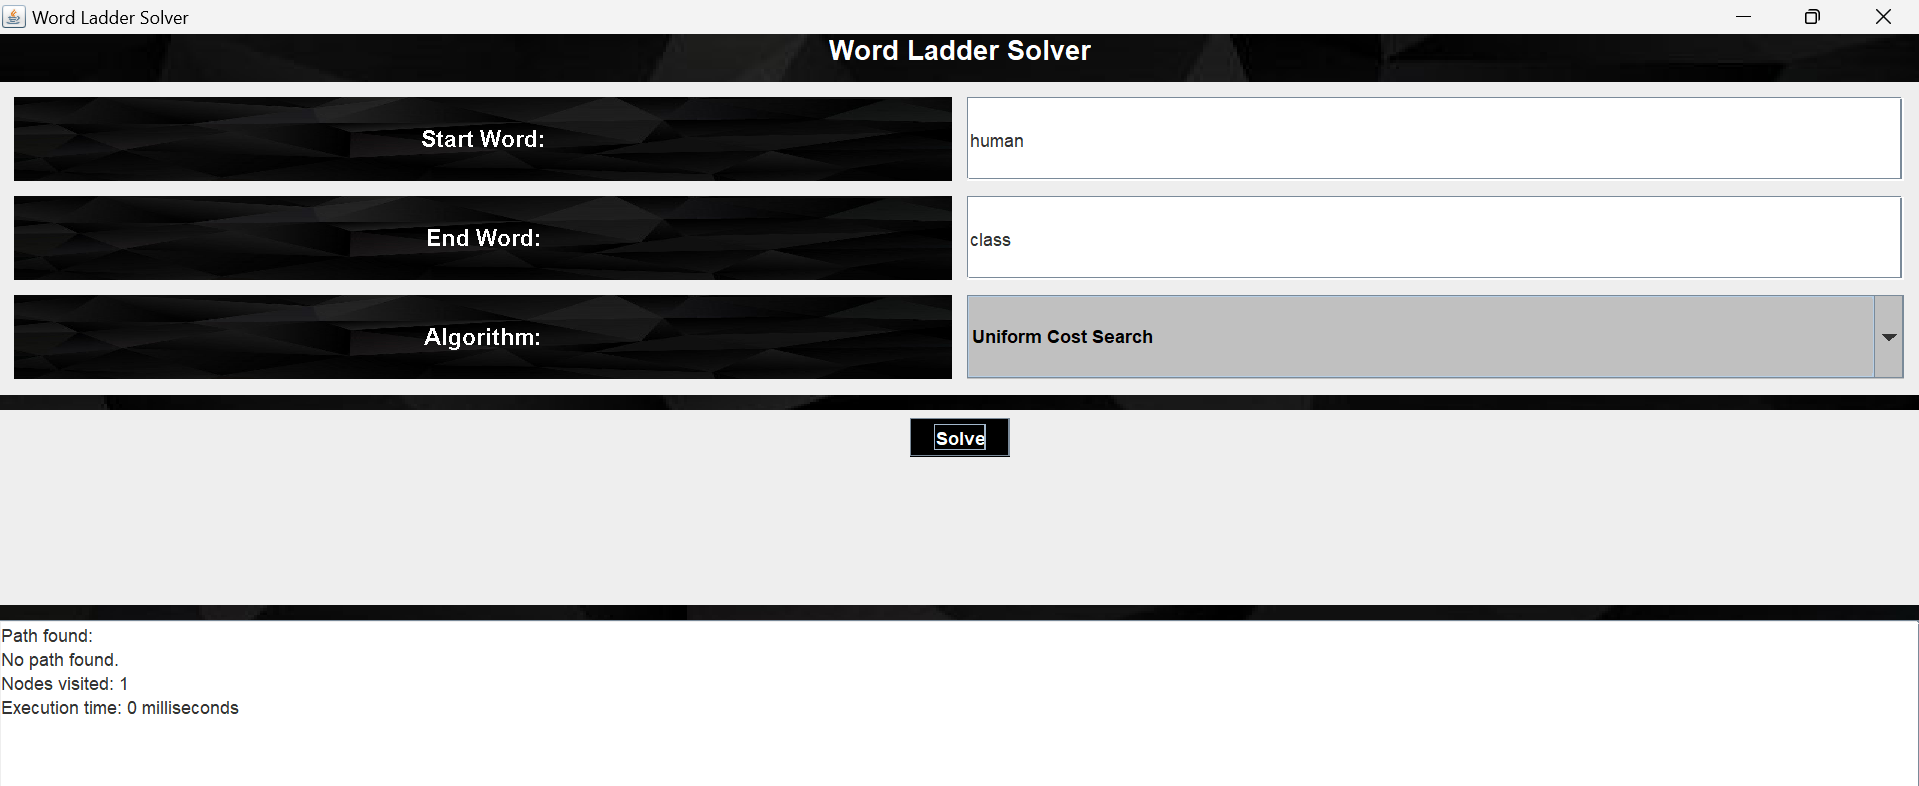 Word Ladder Solver
Word Ladder Solver
Start Word:
human
End Word:
class
Algorithm:
Uniform Cost Search
Solve
Path found:
No path found.
Nodes visited: 1
Execution time: 0 milliseconds